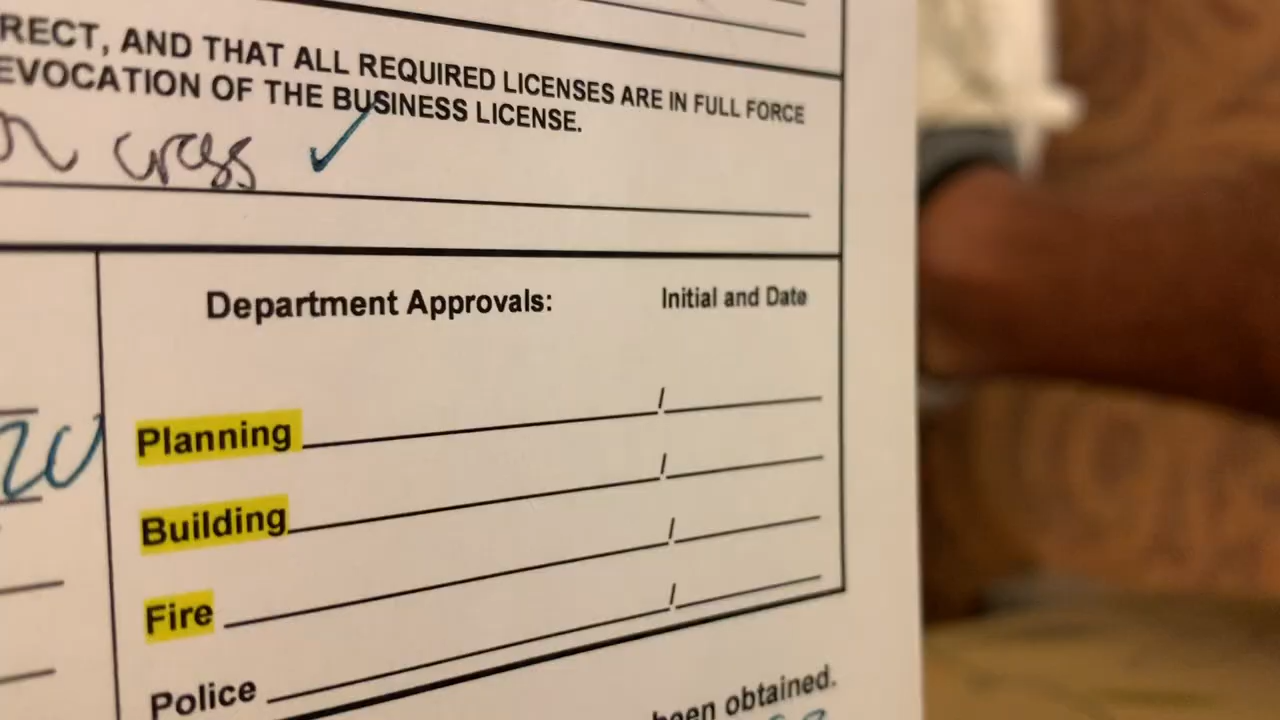 RECT, AND THAT ALL REQUIRED LICENSES ARE IN FULL FORCE
EVOCATION OF THE BUSINESS LICENSE.
Department Approvals: Initial and Date
20
Planning /
Building /
Fire /
Police /
been obtained.